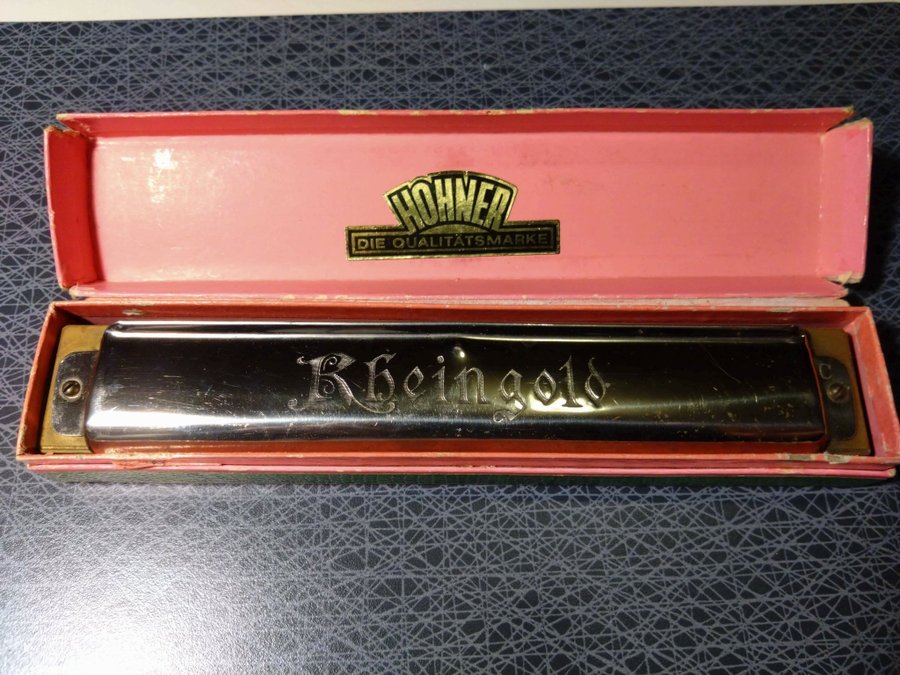 HOHNER
DIE QUALITÄTSMARKE
Rheingold
C